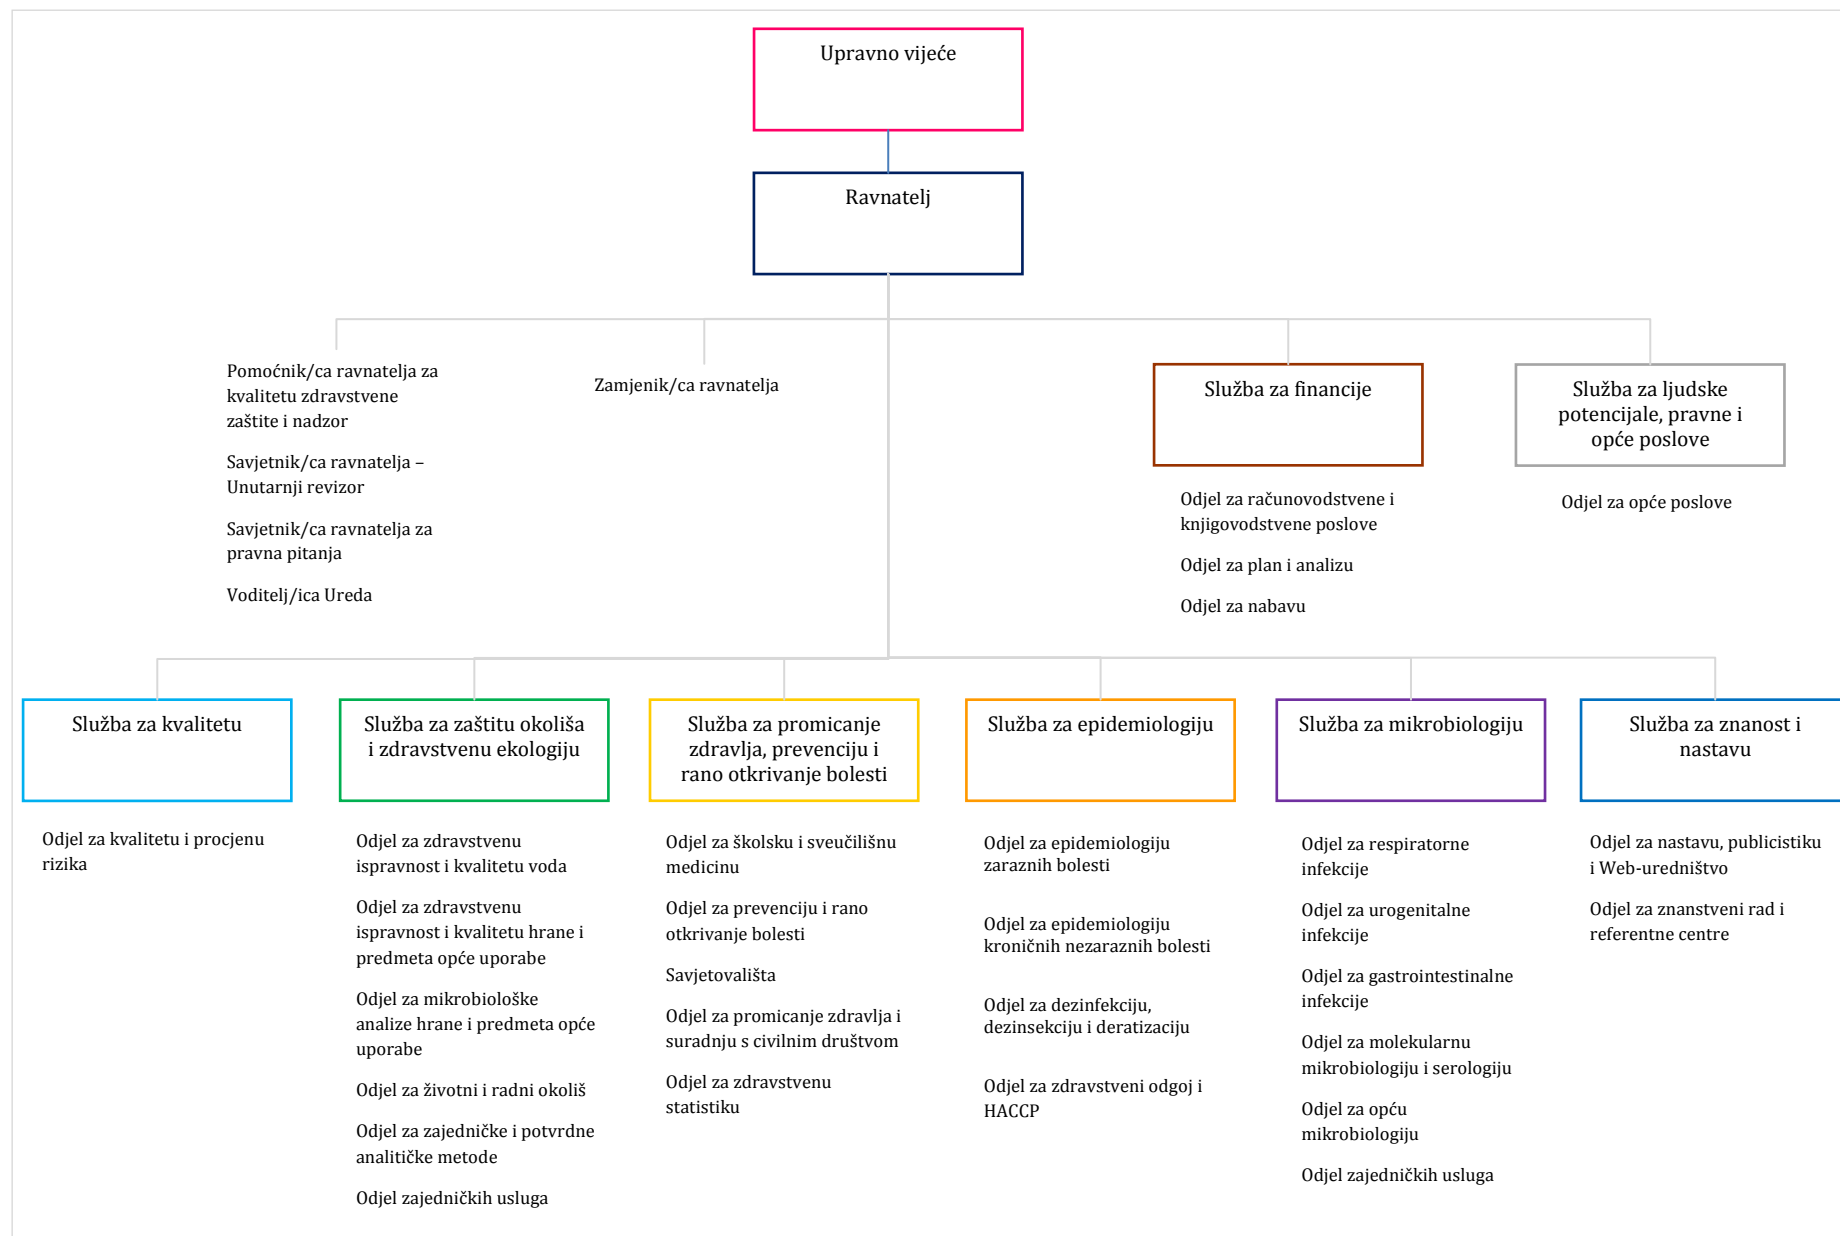 Upravno vijeće
Ravnatelj
Pomoćnik/ca ravnatelja za
kvalitetu zdravstvene
zaštite i nadzor
Savjetnik/ca ravnatelja –
Unutarnji revizor
Savjetnik/ca ravnatelja za
pravna pitanja
Voditelj/ica Ureda
Zamjenik/ca ravnatelja
Služba za financije
Odjel za računovodstvene i
knjigovodstvene poslove
Odjel za plan i analizu
Odjel za nabavu
Služba za ljudske
potencijale, pravne i
opće poslove
Odjel za opće poslove
Služba za kvalitetu
Odjel za kvalitetu i procjenu
rizika
Služba za zaštitu okoliša
i zdravstvenu ekologiju
Odjel za zdravstvenu
ispravnost i kvalitetu voda
Odjel za zdravstvenu
ispravnost i kvalitetu hrane i
predmeta opće uporabe
Odjel za mikrobiološke
analize hrane i predmeta opće
uporabe
Odjel za životni i radni okoliš
Odjel za zajedničke i potvrdne
analitičke metode
Odjel zajedničkih usluga
Služba za promicanje
zdravlja, prevenciju i
rano otkrivanje bolesti
Odjel za školsku i sveučilišnu
medicinu
Odjel za prevenciju i rano
otkrivanje bolesti
Savjetovališta
Odjel za promicanje zdravlja i
suradnju s civilnim društvom
Odjel za zdravstvenu
statistiku
Služba za epidemiologiju
Odjel za epidemiologiju
zaraznih bolesti
Odjel za epidemiologiju
kroničnih nezaraznih bolesti
Odjel za dezinfekciju,
dezinsekciju i deratizaciju
Odjel za zdravstveni odgoj i
HACCP
Služba za mikrobiologiju
Odjel za respiratorne
infekcije
Odjel za urogenitalne
infekcije
Odjel za gastrointestinalne
infekcije
Odjel za molekularnu
mikrobiologiju i serologiju
Odjel za opću
mikrobiologiju
Odjel zajedničkih usluga
Služba za znanost i
nastavu
Odjel za nastavu, publicistiku
i Web-uredništvo
Odjel za znanstveni rad i
referentne centre